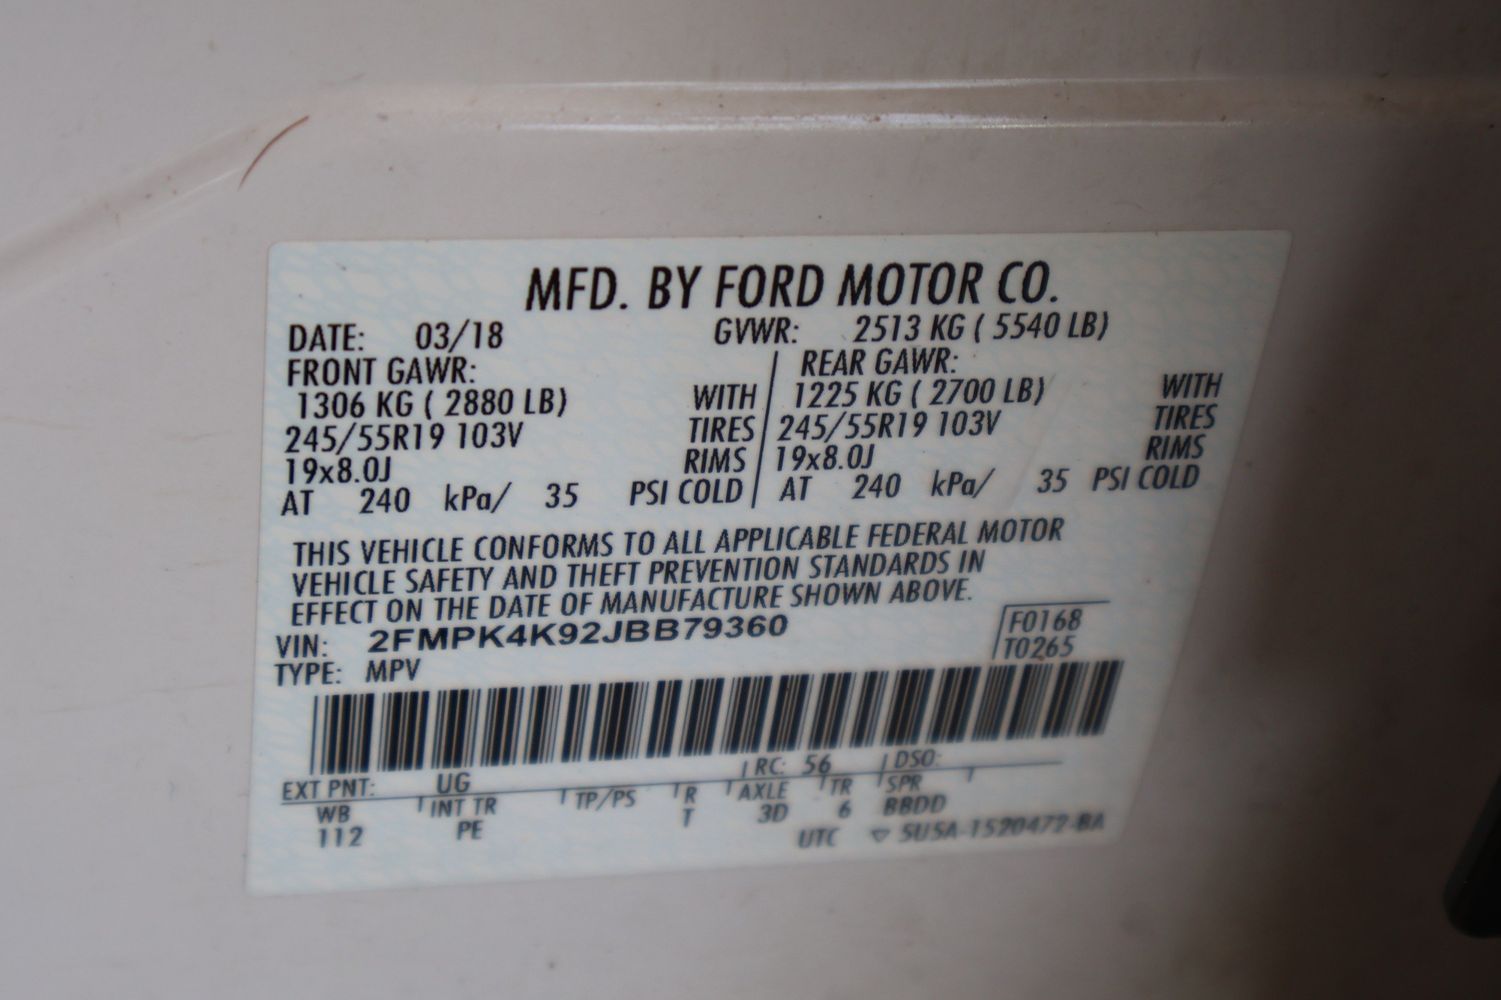 MFD. BY FORD MOTOR CO.
DATE: 03/18 GVWR: 2513 KG ( 5540 LB)
FRONT GAWR: REAR GAWR:
1306 KG ( 2880 LB) WITH 1225 KG ( 2700 LB) WITH
245/55R19 103V TIRES 245/55R19 103V TIRES
19x8.0J RIMS 19x8.0J RIMS
AT 240 kPa/ 35 PSI COLD AT 240 kPa/ 35 PSI COLD
THIS VEHICLE CONFORMS TO ALL APPLICABLE FEDERAL MOTOR
VEHICLE SAFETY AND THEFT PREVENTION STANDARDS IN
EFFECT ON THE DATE OF MANUFACTURE SHOWN ABOVE.
VIN: 2FMPK4K92JBB79360 F0168
TYPE: MPV T0265
EXT PNT: UG RC: 56 DSO:
WB INT TR TP/PS R AXLE TR SPR
112 PE T 3D 6 BBDD
UTC ▽ 5U5A-1520472-BA